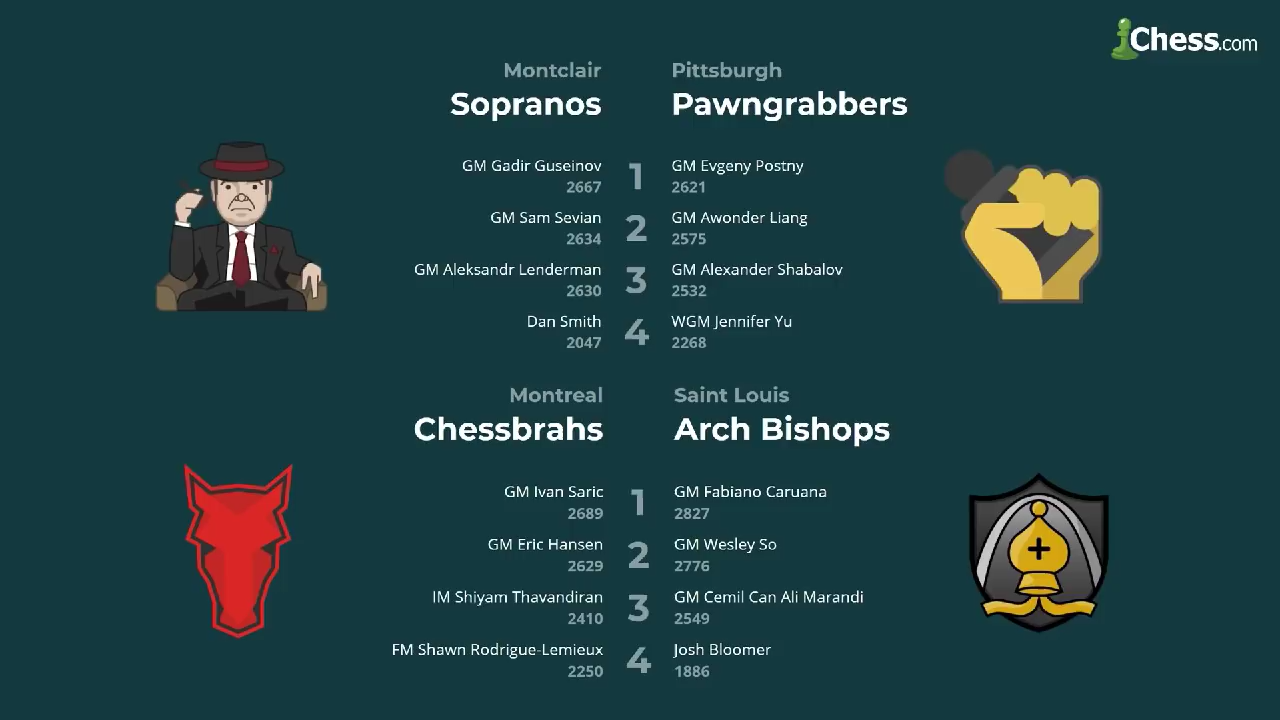 Chess.com
Montclair
Sopranos
Pittsburgh
Pawngrabbers
GM Gadir Guseinov
2667
1
GM Evgeny Postny
2621
GM Sam Sevian
2634
2
GM Awonder Liang
2575
GM Aleksandr Lenderman
2630
3
GM Alexander Shabalov
2532
Dan Smith
2047
4
WGM Jennifer Yu
2268
Montreal
Chessbrahs
Saint Louis
Arch Bishops
GM Ivan Saric
2689
1
GM Fabiano Caruana
2827
GM Eric Hansen
2629
2
GM Wesley So
2776
IM Shiyam Thavandiran
2410
3
GM Cemil Can Ali Marandi
2549
FM Shawn Rodrigue-Lemieux
2250
4
Josh Bloomer
1886